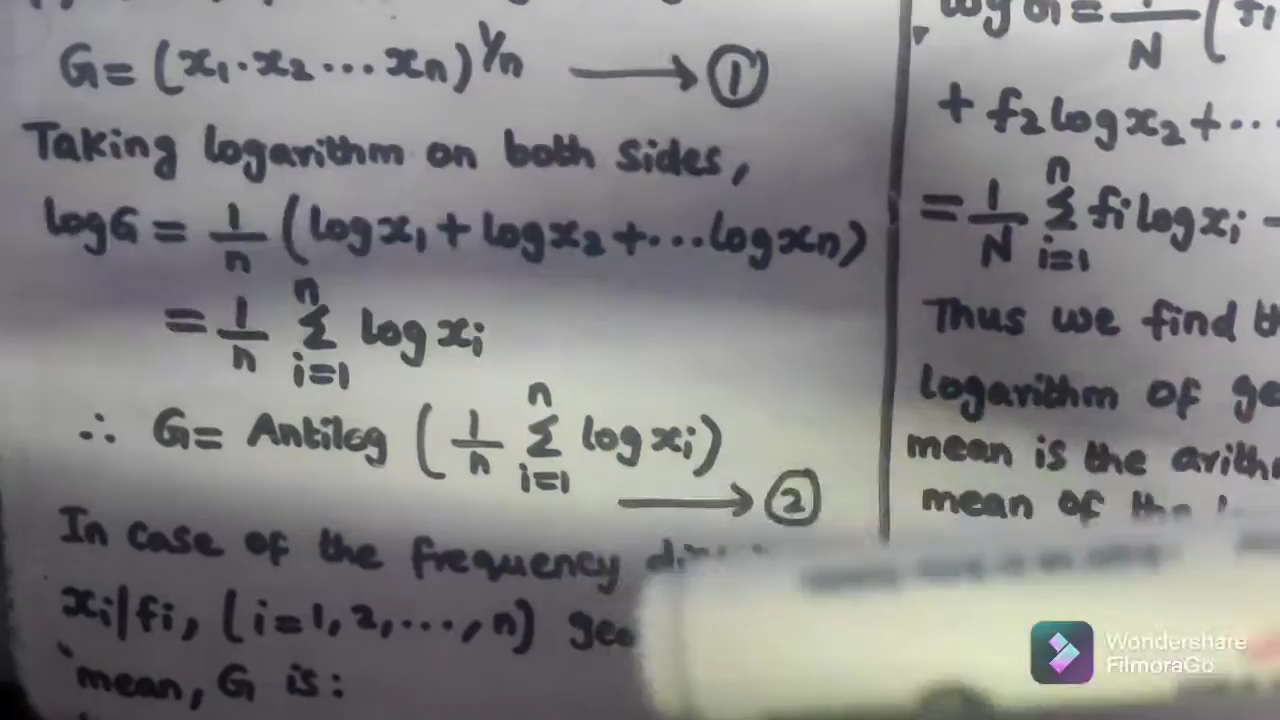 G = (x₁·x₂...xn)^1/n → ①
Taking logarithm on both sides,
log G = 1/n (log x₁ + log x₂ + ... log xn)
= 1/n Σ i=1 n log xi
∴ G = Antilog (1/n Σ i=1 n log xi)
→ ②
In case of the frequency
xi|fi, (i=1, 2, ..., n)
mean, G is:
= 1/N (f₁
+ f₂ log x₂ + ...
= 1/N Σ i=1 n fi log xi -
Thus we find
logarithm of
mean is the
mean of the
Wondershare
FilmoraGo